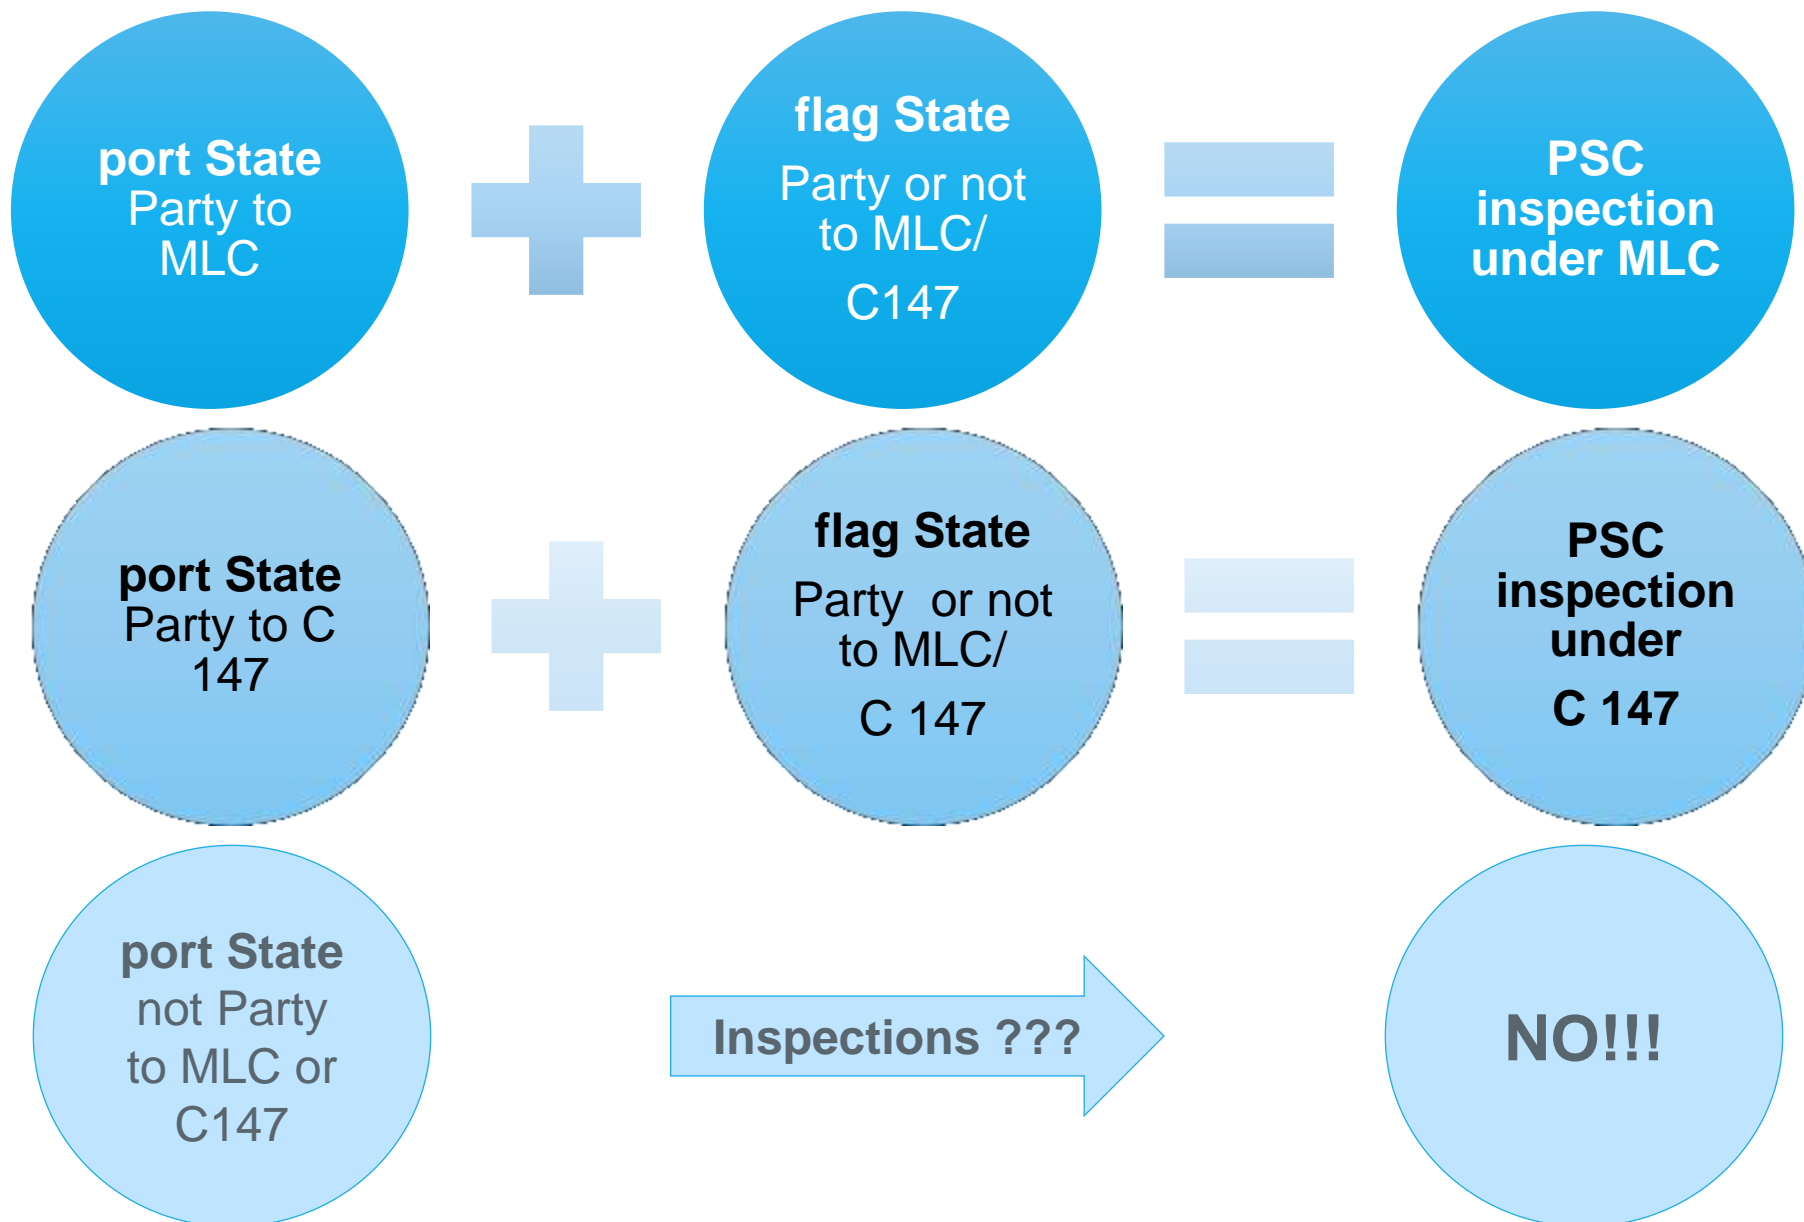 port State
Party to
MLC
flag State
Party or not
to MLC/
C147
PSC
inspection
under MLC
port State
Party to C
147
flag State
Party  or not
to MLC/
C 147
PSC
inspection
under
C 147
port State
not Party
to MLC or
C147
Inspections ???
NO!!!